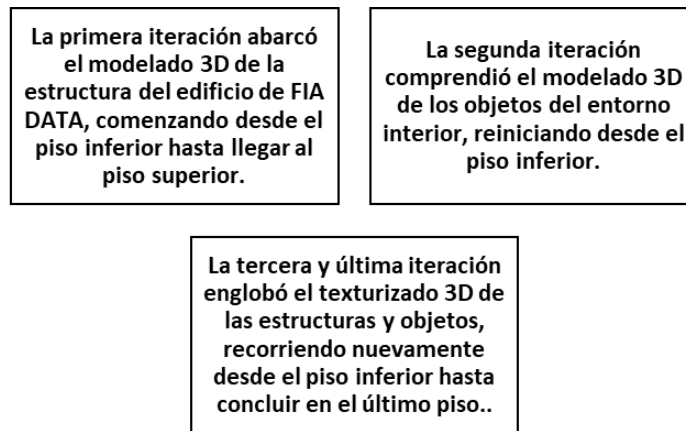 La primera iteración abarcó
el modelado 3D de la
estructura del edificio de FIA
DATA, comenzando desde el
piso inferior hasta llegar al
piso superior.
La segunda iteración
comprendió el modelado 3D
de los objetos del entorno
interior, reiniciando desde el
piso inferior.
La tercera y última iteración
englobó el texturizado 3D de
las estructuras y objetos,
recorriendo nuevamente
desde el piso inferior hasta
concluir en el último piso..